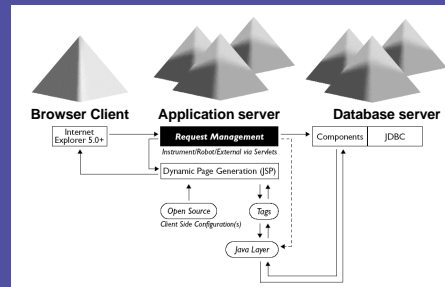 Browser Client
Application server
Database server
Internet
Explorer 5.0+
Request Management
Components
JDBC
Instrument/Robot/External via Servlets
Dynamic Page Generation (JSP)
Open Source
Tags
Client Side Configuration(s)
Java Layer